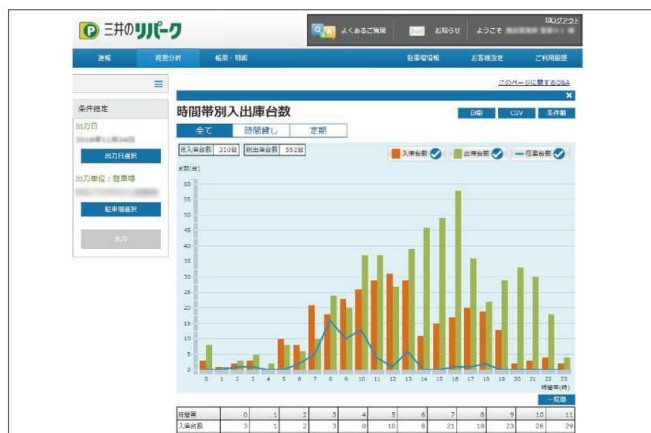 三井のリパーク
よくあるご質問
お知らせ
ようこそ
ログアウト
速報
経営分析
帳票・明細
駐車場情報
お客様設定
ご利用履歴
このページに関するQ&A
条件指定
出力日
出力日選択
出力単位:駐車場
駐車場選択
出力
時間帯別入出庫台数
印刷
CSV
全て
時間貸し
定期
総入庫台数 310台 総出庫台数 552台
入庫台数
出庫台数
在車台数
台数(台)
65
60
55
50
45
40
35
30
25
20
15
10
5
0
0 1 2 3 4 5 6 7 8 9 10 11 12 13 14 15 16 17 18 19 20 21 22 23
時間帯(時)
一覧
時間帯 0 1 2 3 4 5 6 7 8 9 10 11
入庫台数 3 1 2 3 0 10 8 21 18 23 26 29